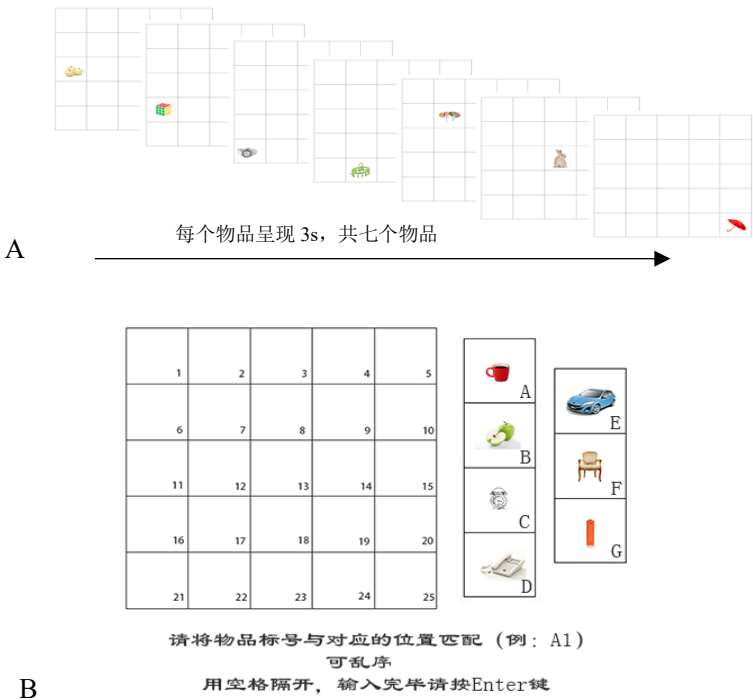 每个物品呈现 3s，共七个物品
A
1 2 3 4 5
6 7 8 9 10
11 12 13 14 15
16 17 18 19 20
21 22 23 24 25
A
B
C
D
E
F
G
请将物品标号与对应的位置匹配（例：A1）
可乱序
用空格隔开，输入完毕请按Enter键
B